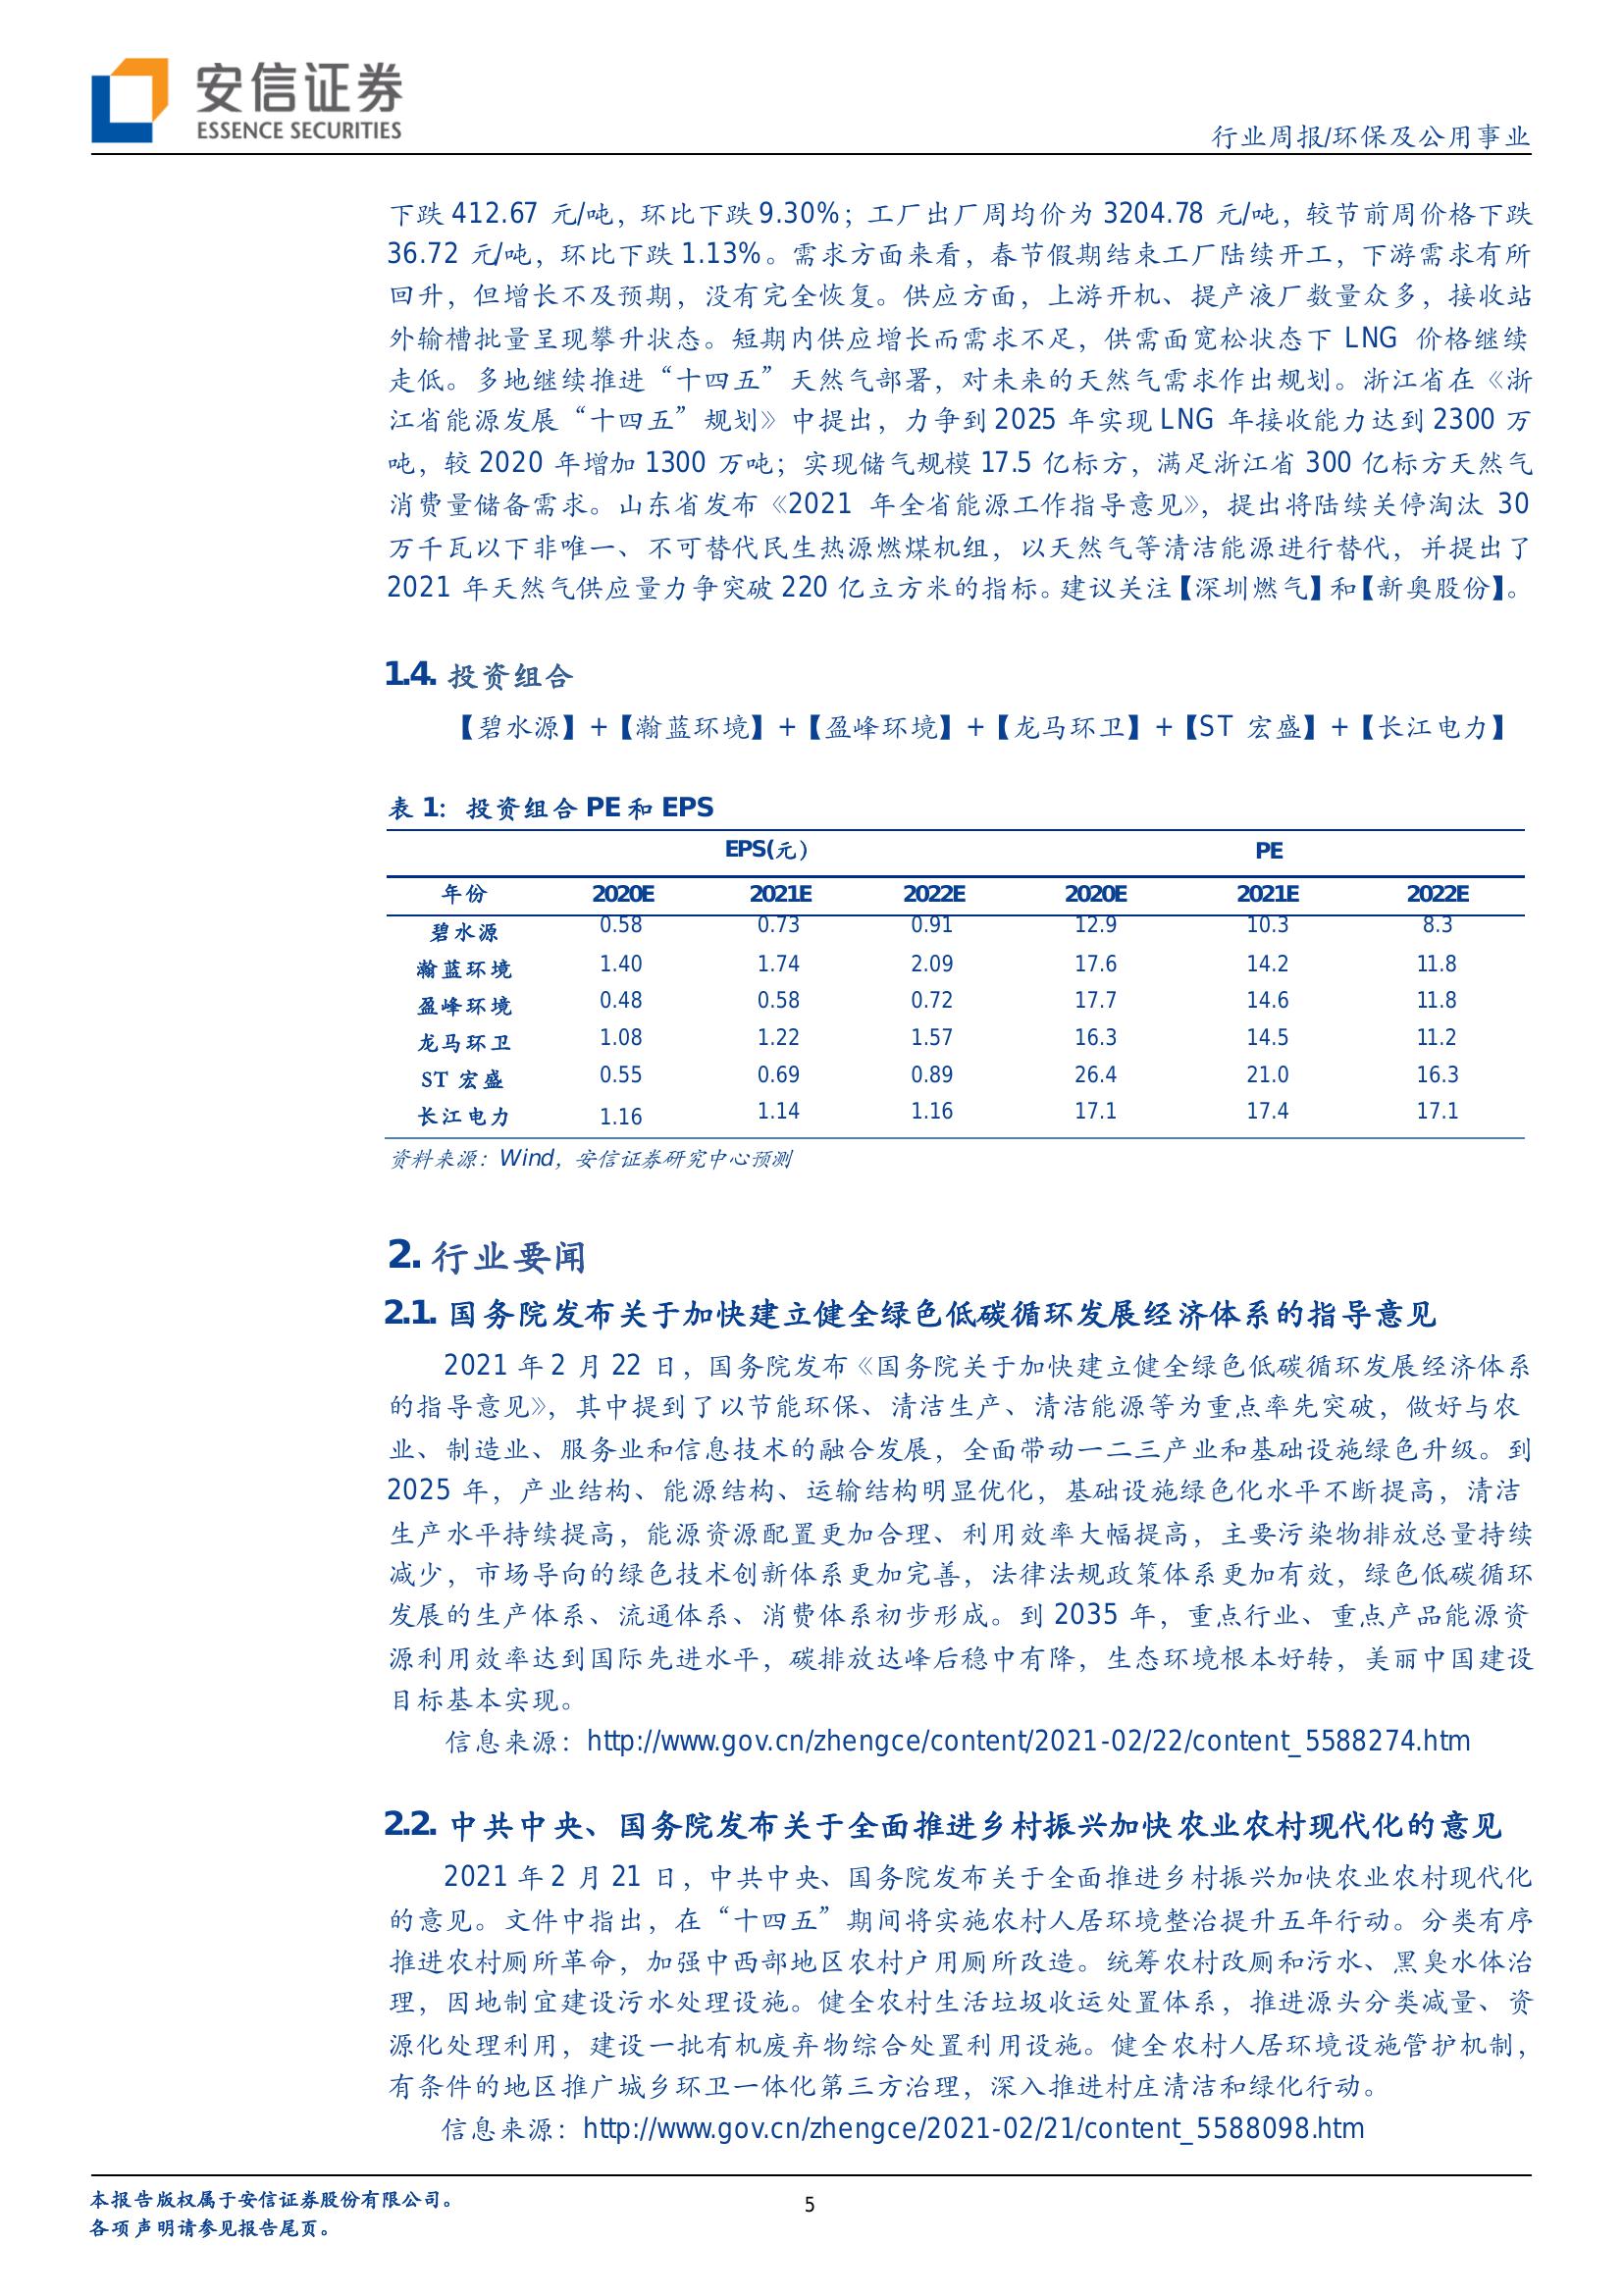 安信证券
ESSENCE SECURITIES
行业周报/环保及公用事业
下跌 412.67 元/吨，环比下跌 9.30%；工厂出厂周均价为 3204.78 元/吨，较节前周价格下跌
36.72 元/吨，环比下跌 1.13%。需求方面来看，春节假期结束工厂陆续开工，下游需求有所
回升，但增长不及预期，没有完全恢复。供应方面，上游开机、提产液厂数量众多，接收站
外输槽批量呈现攀升状态。短期内供应增长而需求不足，供需面宽松状态下 LNG 价格继续
走低。多地继续推进“十四五”天然气部署，对未来的天然气需求作出规划。浙江省在《浙
江省能源发展“十四五”规划》中提出，力争到 2025 年实现 LNG 年接收能力达到 2300 万
吨，较 2020 年增加 1300 万吨；实现储气规模 17.5 亿标方，满足浙江省 300 亿标方天然气
消费量储备需求。山东省发布《2021 年全省能源工作指导意见》，提出将陆续关停淘汰 30
万千瓦以下非唯一、不可替代民生热源燃煤机组，以天然气等清洁能源进行替代，并提出了
2021 年天然气供应量力争突破 220 亿立方米的指标。建议关注【深圳燃气】和【新奥股份】。
1.4. 投资组合
【碧水源】+【瀚蓝环境】+【盈峰环境】+【龙马环卫】+【ST 宏盛】+【长江电力】
表 1：投资组合 PE 和 EPS
EPS(元） PE
年份 2020E 2021E 2022E 2020E 2021E 2022E
碧水源 0.58 0.73 0.91 12.9 10.3 8.3
瀚蓝环境 1.40 1.74 2.09 17.6 14.2 11.8
盈峰环境 0.48 0.58 0.72 17.7 14.6 11.8
龙马环卫 1.08 1.22 1.57 16.3 14.5 11.2
ST 宏盛 0.55 0.69 0.89 26.4 21.0 16.3
长江电力 1.16 1.14 1.16 17.1 17.4 17.1
资料来源：Wind，安信证券研究中心预测
2. 行业要闻
2.1. 国务院发布关于加快建立健全绿色低碳循环发展经济体系的指导意见
2021 年 2 月 22 日，国务院发布《国务院关于加快建立健全绿色低碳循环发展经济体系
的指导意见》，其中提到了以节能环保、清洁生产、清洁能源等为重点率先突破，做好与农
业、制造业、服务业和信息技术的融合发展，全面带动一二三产业和基础设施绿色升级。到
2025 年，产业结构、能源结构、运输结构明显优化，基础设施绿色化水平不断提高，清洁
生产水平持续提高，能源资源配置更加合理、利用效率大幅提高，主要污染物排放总量持续
减少，市场导向的绿色技术创新体系更加完善，法律法规政策体系更加有效，绿色低碳循环
发展的生产体系、流通体系、消费体系初步形成。到 2035 年，重点行业、重点产品能源资
源利用效率达到国际先进水平，碳排放达峰后稳中有降，生态环境根本好转，美丽中国建设
目标基本实现。
信息来源：http://www.gov.cn/zhengce/content/2021-02/22/content_5588274.htm
2.2. 中共中央、国务院发布关于全面推进乡村振兴加快农业农村现代化的意见
2021 年 2 月 21 日，中共中央、国务院发布关于全面推进乡村振兴加快农业农村现代化
的意见。文件中指出，在“十四五”期间将实施农村人居环境整治提升五年行动。分类有序
推进农村厕所革命，加强中西部地区农村户用厕所改造。统筹农村改厕和污水、黑臭水体治
理，因地制宜建设污水处理设施。健全农村生活垃圾收运处置体系，推进源头分类减量、资
源化处理利用，建设一批有机废弃物综合处置利用设施。健全农村人居环境设施管护机制，
有条件的地区推广城乡环卫一体化第三方治理，深入推进村庄清洁和绿化行动。
信息来源：http://www.gov.cn/zhengce/2021-02/21/content_5588098.htm
本报告版权属于安信证券股份有限公司。
各项声明请参见报告尾页。
5